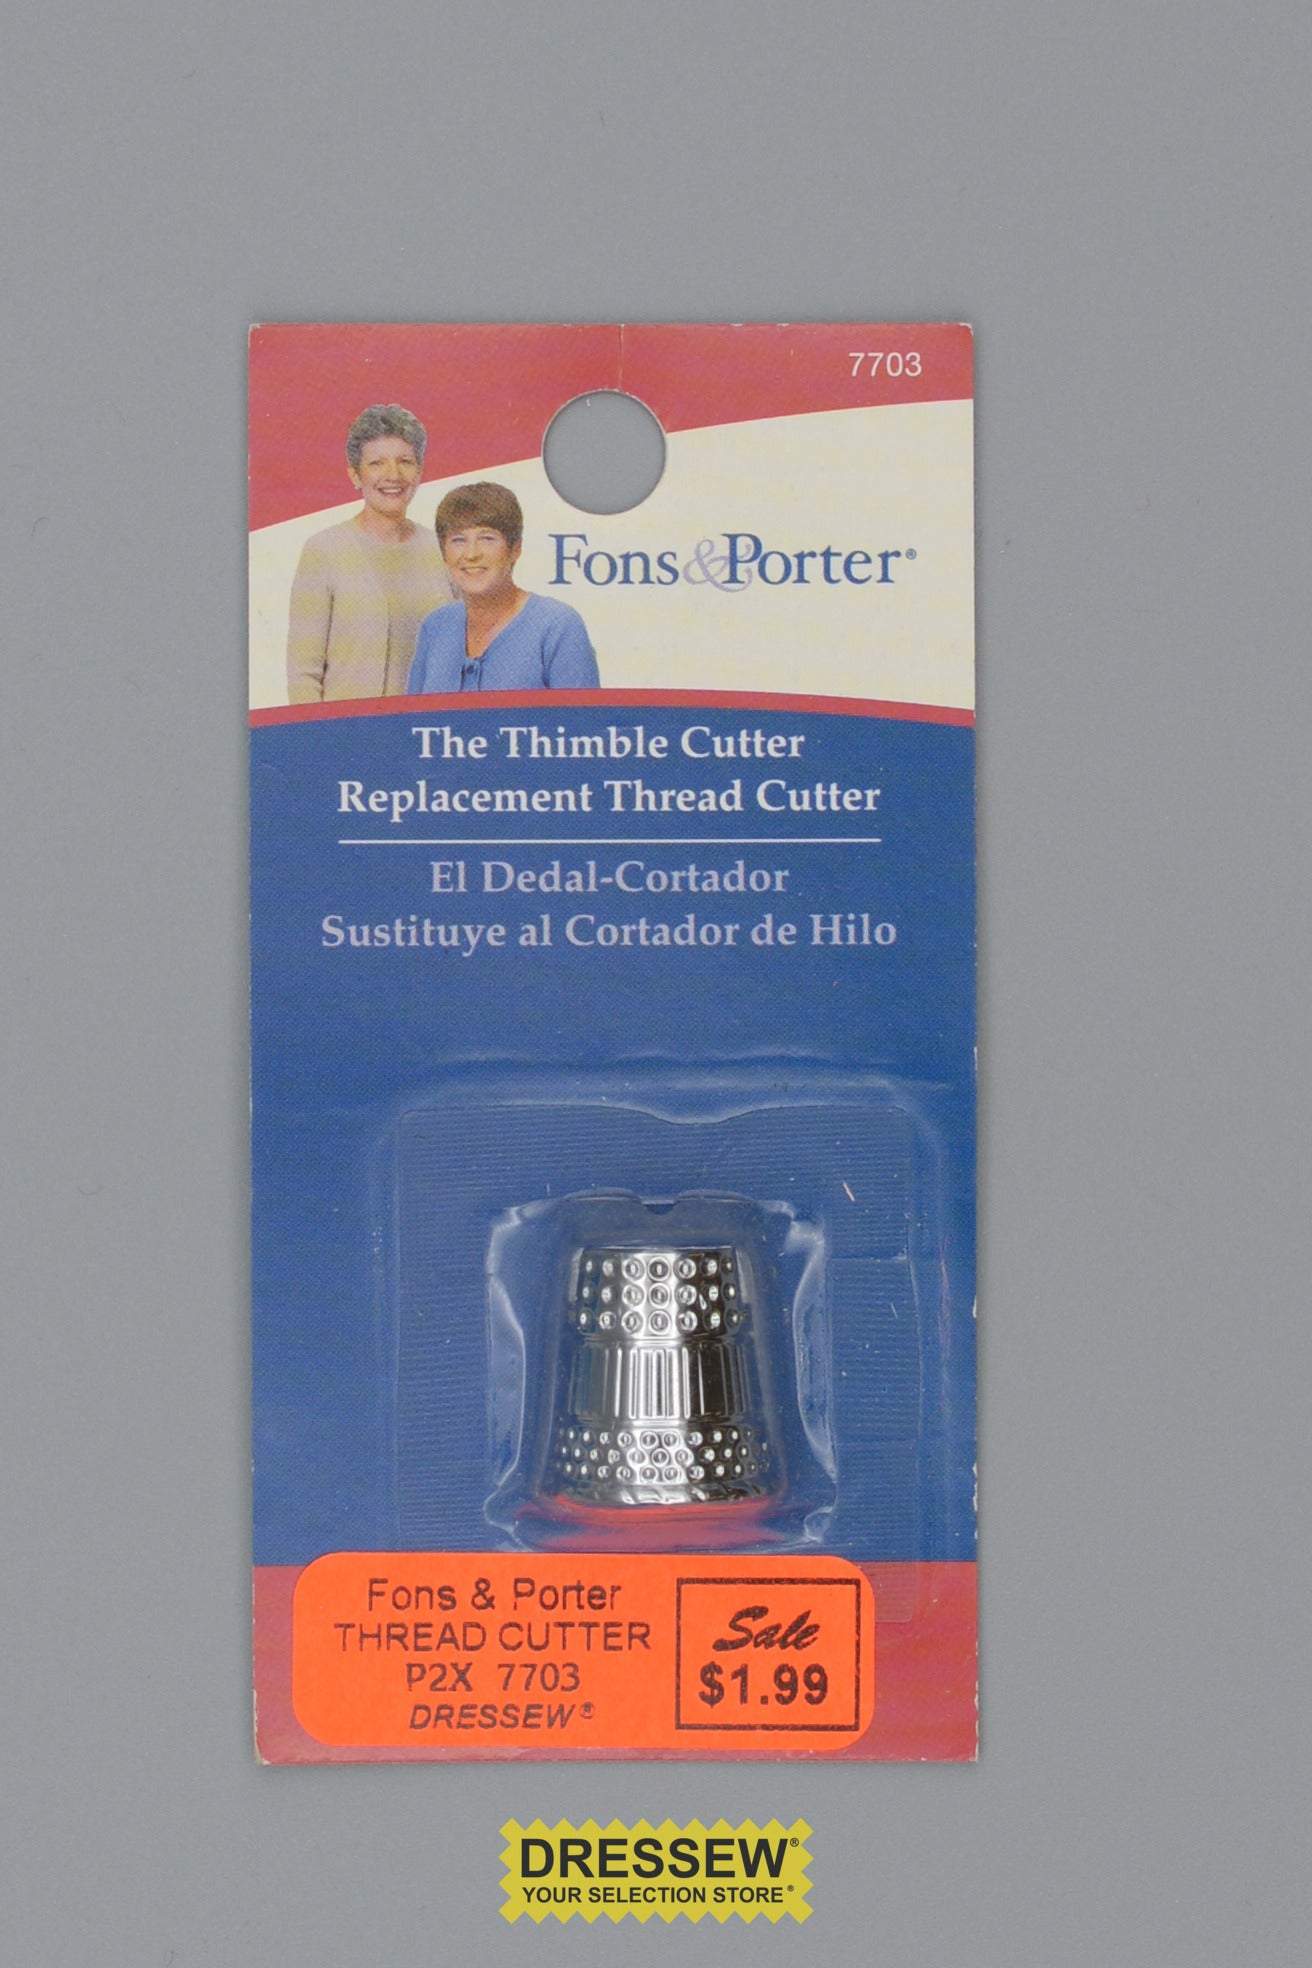 7703
Fons&Porter®
The Thimble Cutter
Replacement Thread Cutter
El Dedal-Cortador
Sustituye al Cortador de Hilo
Fons & Porter
THREAD CUTTER
P2X 7703
DRESSEW®
Sale
$1.99
DRESSEW®
YOUR SELECTION STORE®